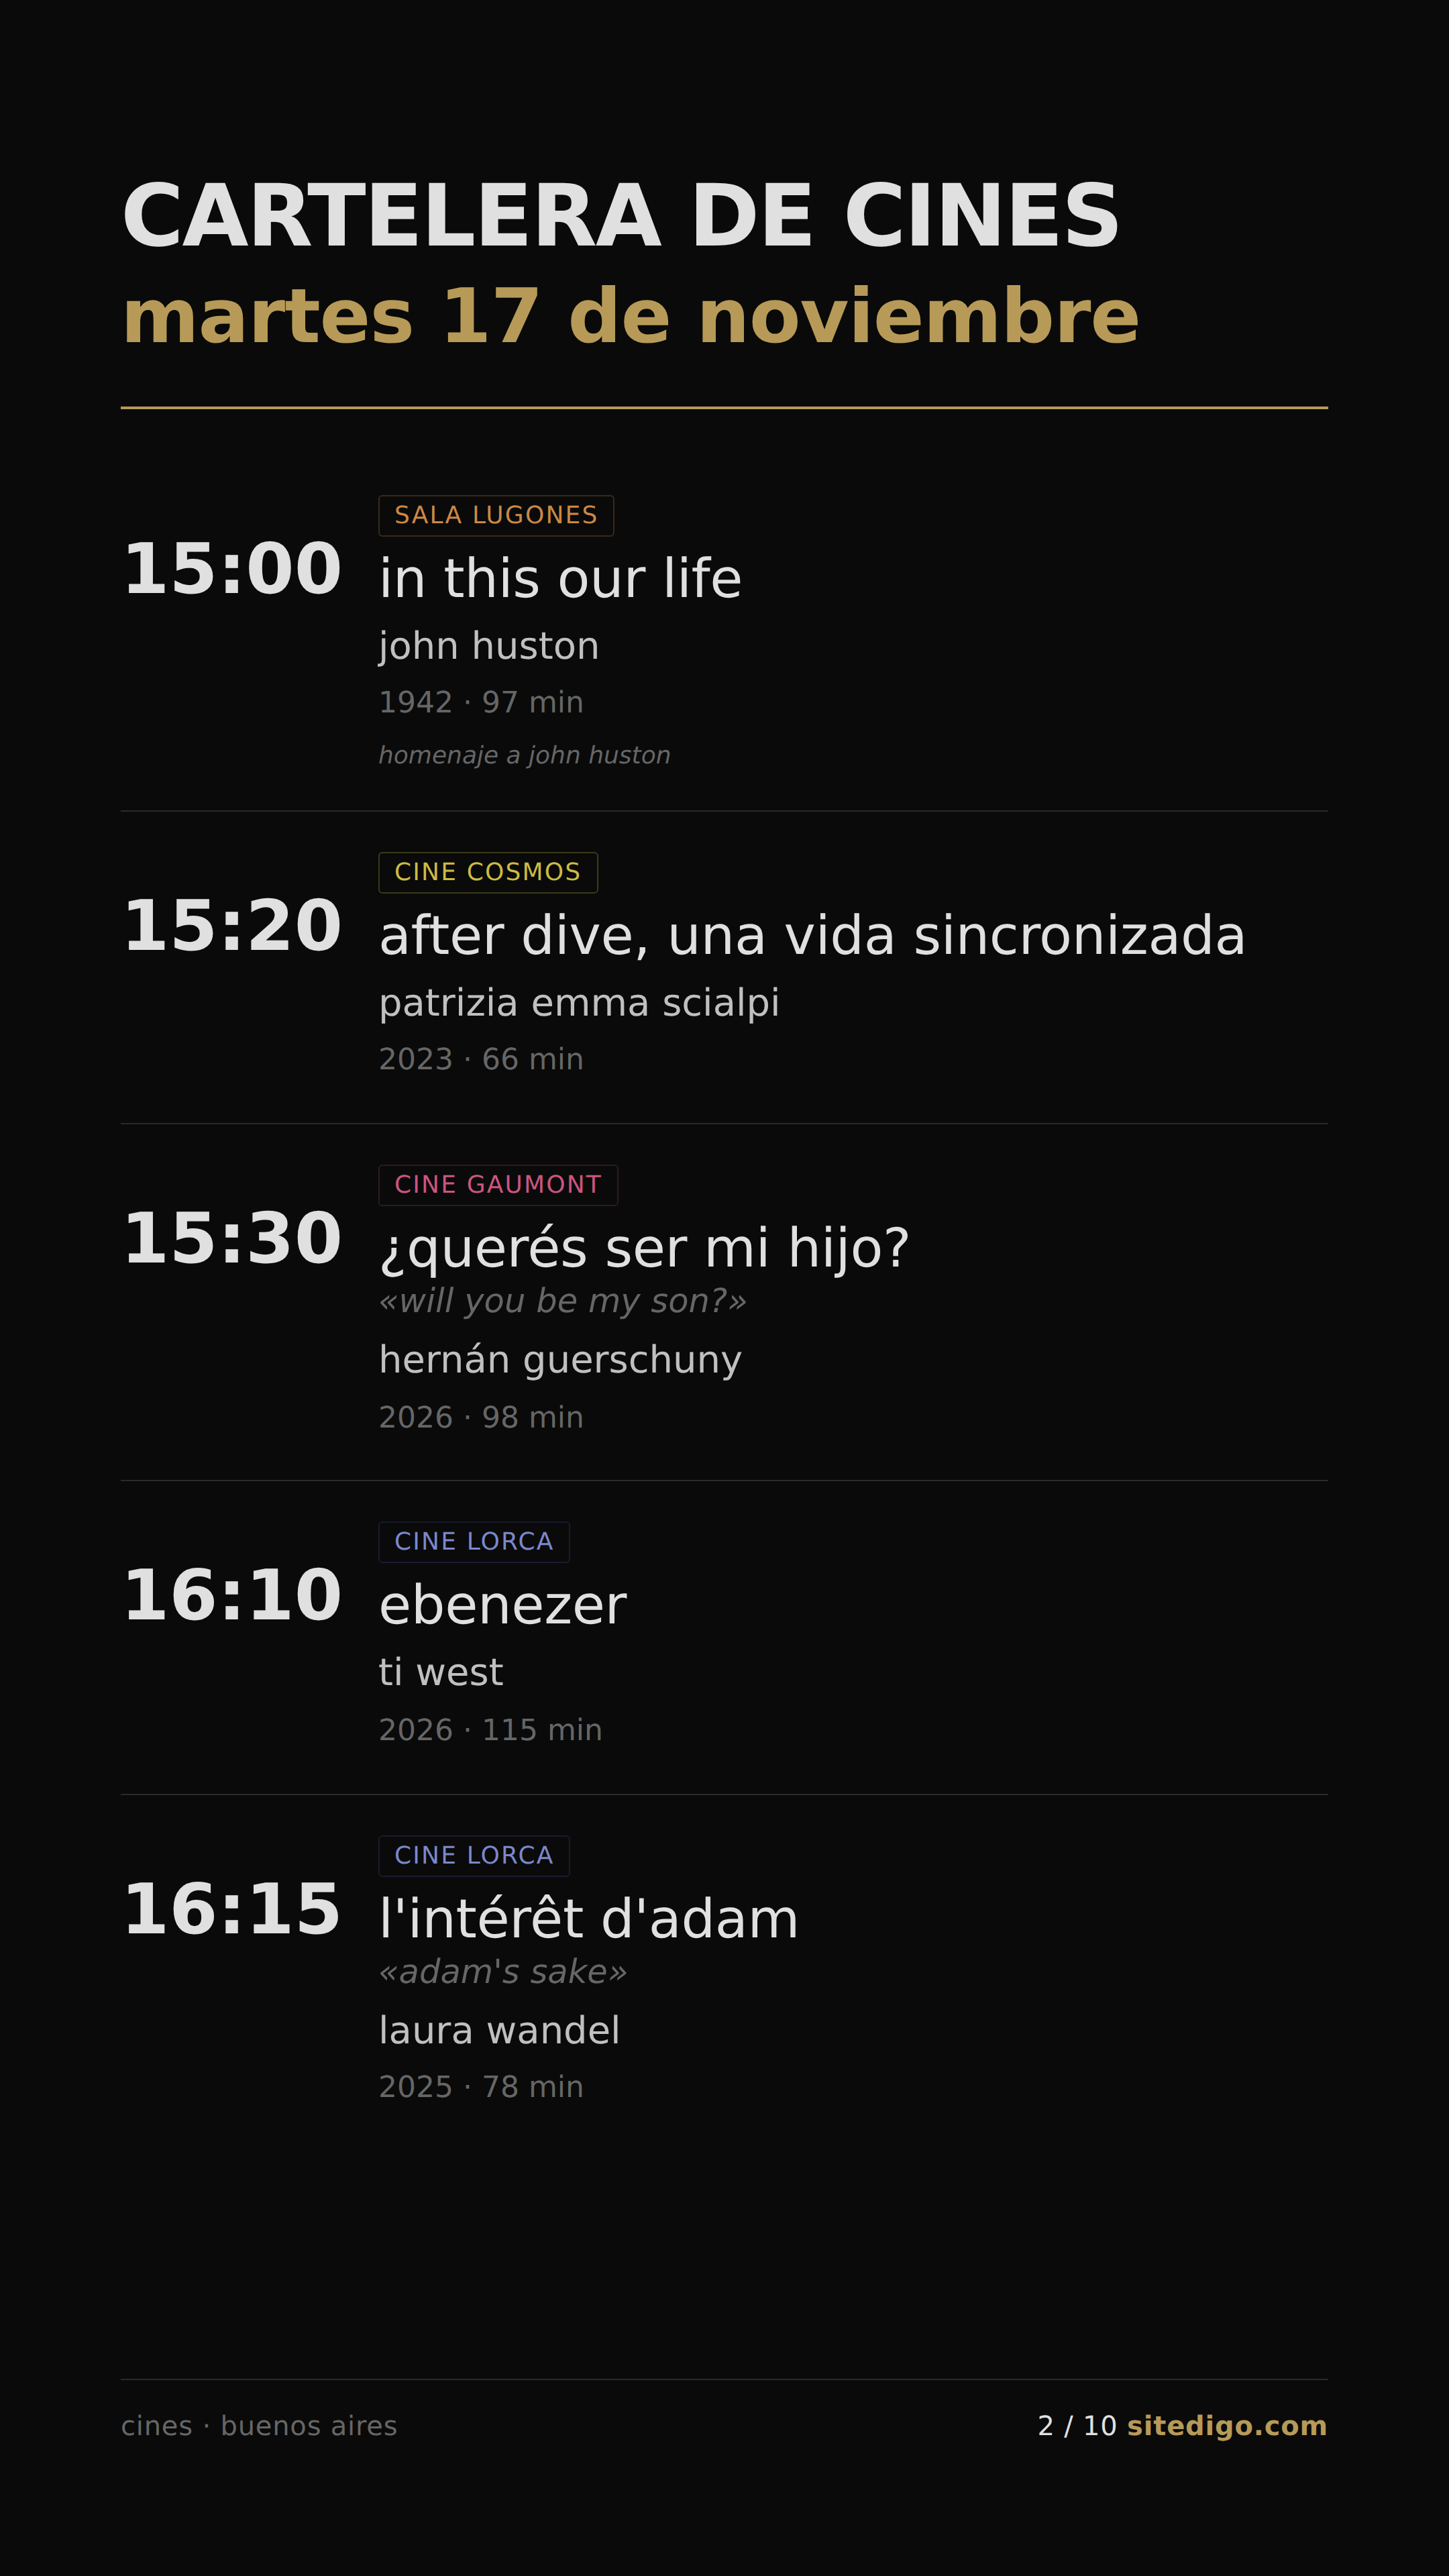 CARTELERA DE CINES
martes 17 de noviembre
SALA LUGONES
15:00
in this our life
john huston
1942 · 97 min
homenaje a john huston
CINE COSMOS
15:20
after dive, una vida sincronizada
patrizia emma scialpi
2023 · 66 min
CINE GAUMONT
15:30
¿querés ser mi hijo?
«will you be my son?»
hernán guerschuny
2026 · 98 min
CINE LORCA
16:10
ebenezer
ti west
2026 · 115 min
CINE LORCA
16:15
l'intérêt d'adam
«adam's sake»
laura wandel
2025 · 78 min
cines · buenos aires
2 / 10 sitedigo.com